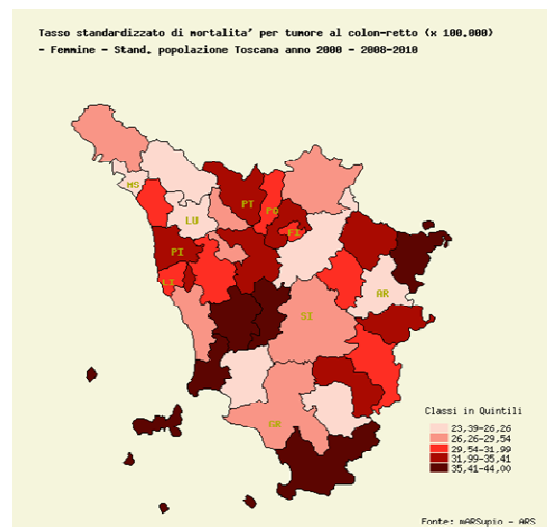 Tasso standardizzato di mortalita' per tumore al colon-retto (x 100.000)
- Femmine - Stand. popolazione Toscana anno 2000 - 2008-2010
MS
PT
PO
LU
FI
PI
LI
AR
SI
GR
Classi in Quintili
23,39-26,26
26,26-29,54
29,54-31,99
31,99-35,41
35,41-44,00
Fonte: mARSupio - ARS